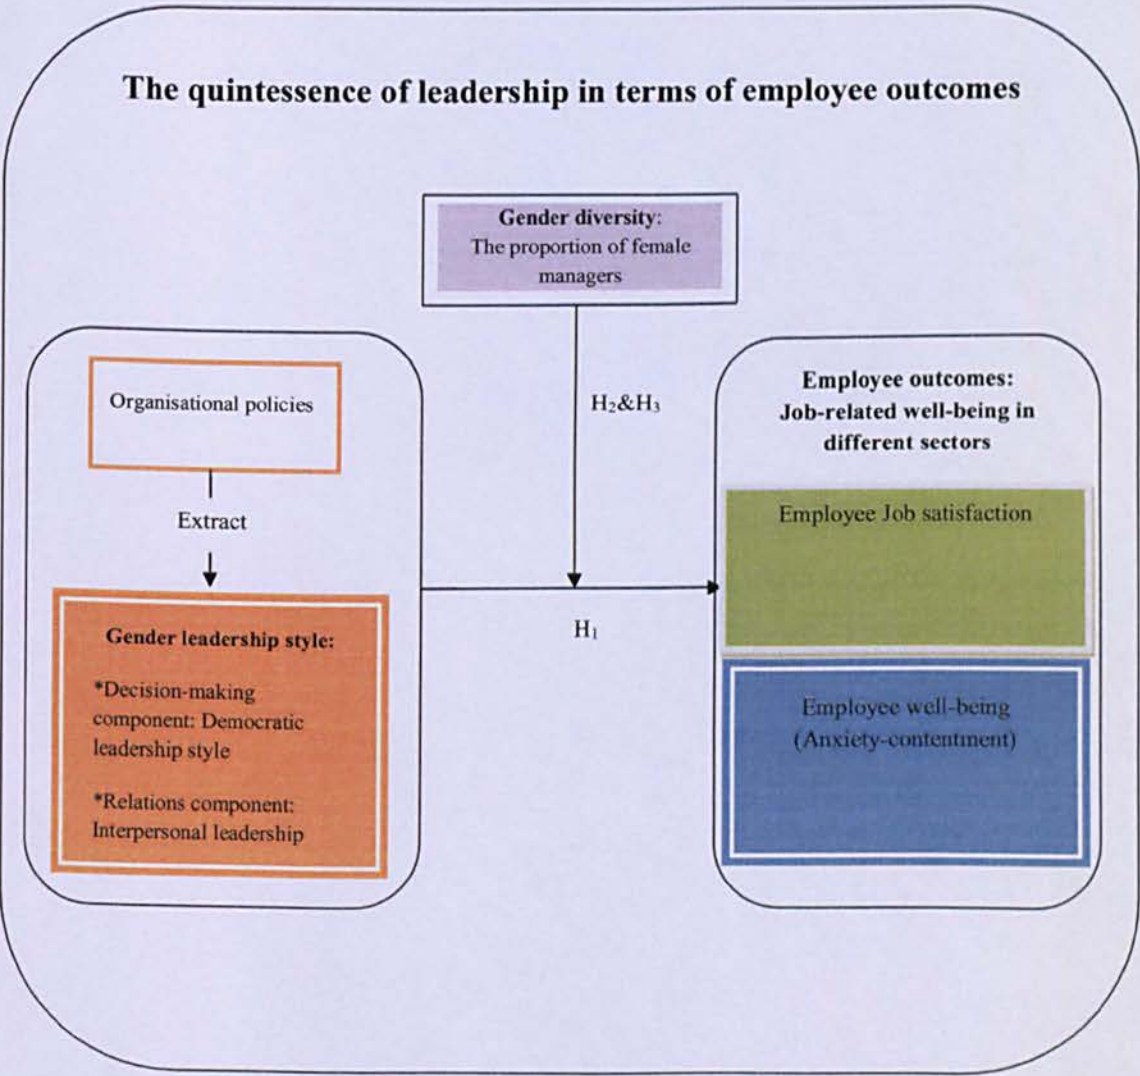 The quintessence of leadership in terms of employee outcomes
Gender diversity:
The proportion of female
managers
Organisational policies
Extract
Gender leadership style:
*Decision-making
component: Democratic
leadership style
*Relations component:
Interpersonal leadership
H₂&H₃
H₁
Employee outcomes:
Job-related well-being in
different sectors
Employee Job satisfaction
Employee well-being
(Anxiety-contentment)